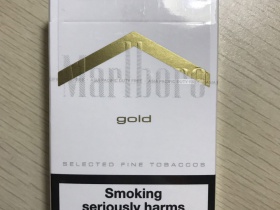 Marlboro
gold
SELECTED FINE TOBACCOS
Smoking
seriously harms